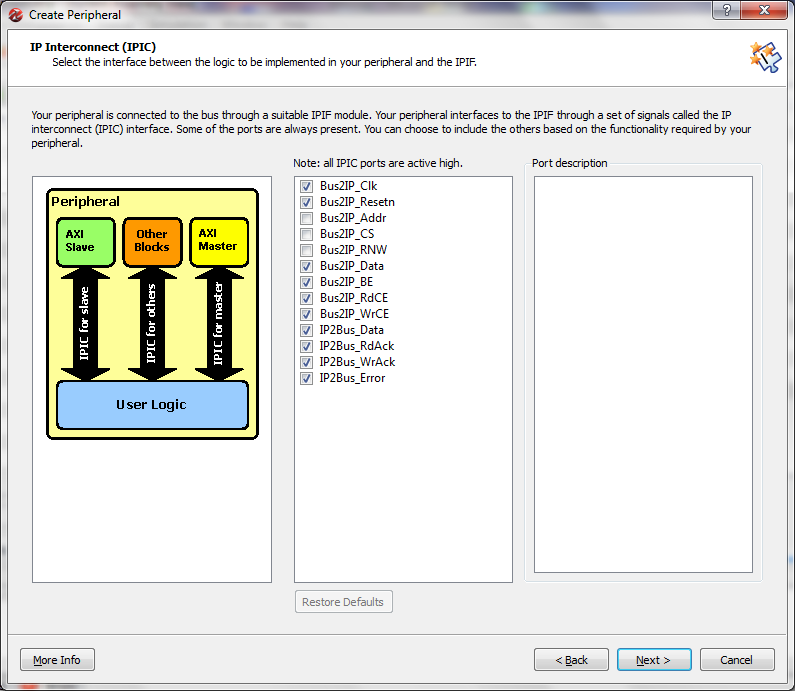 Create Peripheral
IP Interconnect (IPIC)
Select the interface between the logic to be implemented in your peripheral and the IPIF.
Your peripheral is connected to the bus through a suitable IPIF module. Your peripheral interfaces to the IPIF through a set of signals called the IP
interconnect (IPIC) interface. Some of the ports are always present. You can choose to include the others based on the functionality required by your
peripheral.
Note: all IPIC ports are active high.
Port description
Peripheral
AXI
Slave
Other
Blocks
AXI
Master
IPIC for slave
IPIC for others
IPIC for master
User Logic
Bus2IP_Clk
Bus2IP_Resetn
Bus2IP_Addr
Bus2IP_CS
Bus2IP_RNW
Bus2IP_Data
Bus2IP_BE
Bus2IP_RdCE
Bus2IP_WrCE
IP2Bus_Data
IP2Bus_RdAck
IP2Bus_WrAck
IP2Bus_Error
Restore Defaults
More Info
< Back
Next >
Cancel